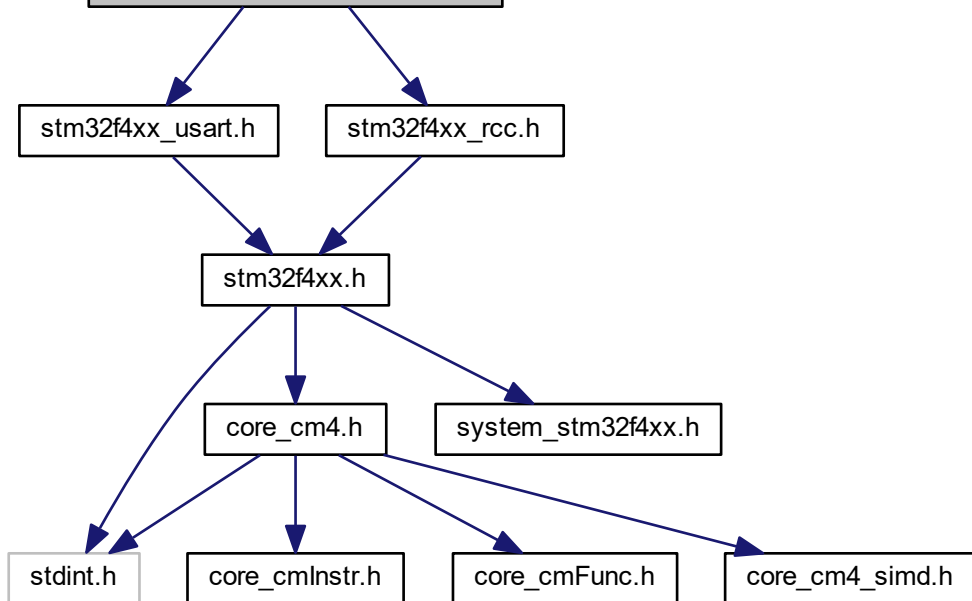 stm32f4xx_usart.h
stm32f4xx_rcc.h
stm32f4xx.h
core_cm4.h
system_stm32f4xx.h
stdint.h
core_cmInstr.h
core_cmFunc.h
core_cm4_simd.h